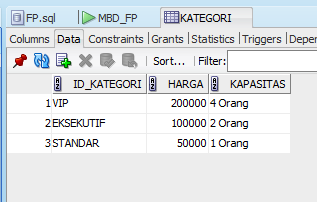 FP.sql MBD_FP KATEGORI
Columns Data Constraints Grants Statistics Triggers Depen
Sort... Filter:
ID_KATEGORI HARGA KAPASITAS
1 VIP 200000 4 Orang
2 EKSEKUTIF 100000 2 Orang
3 STANDAR 50000 1 Orang